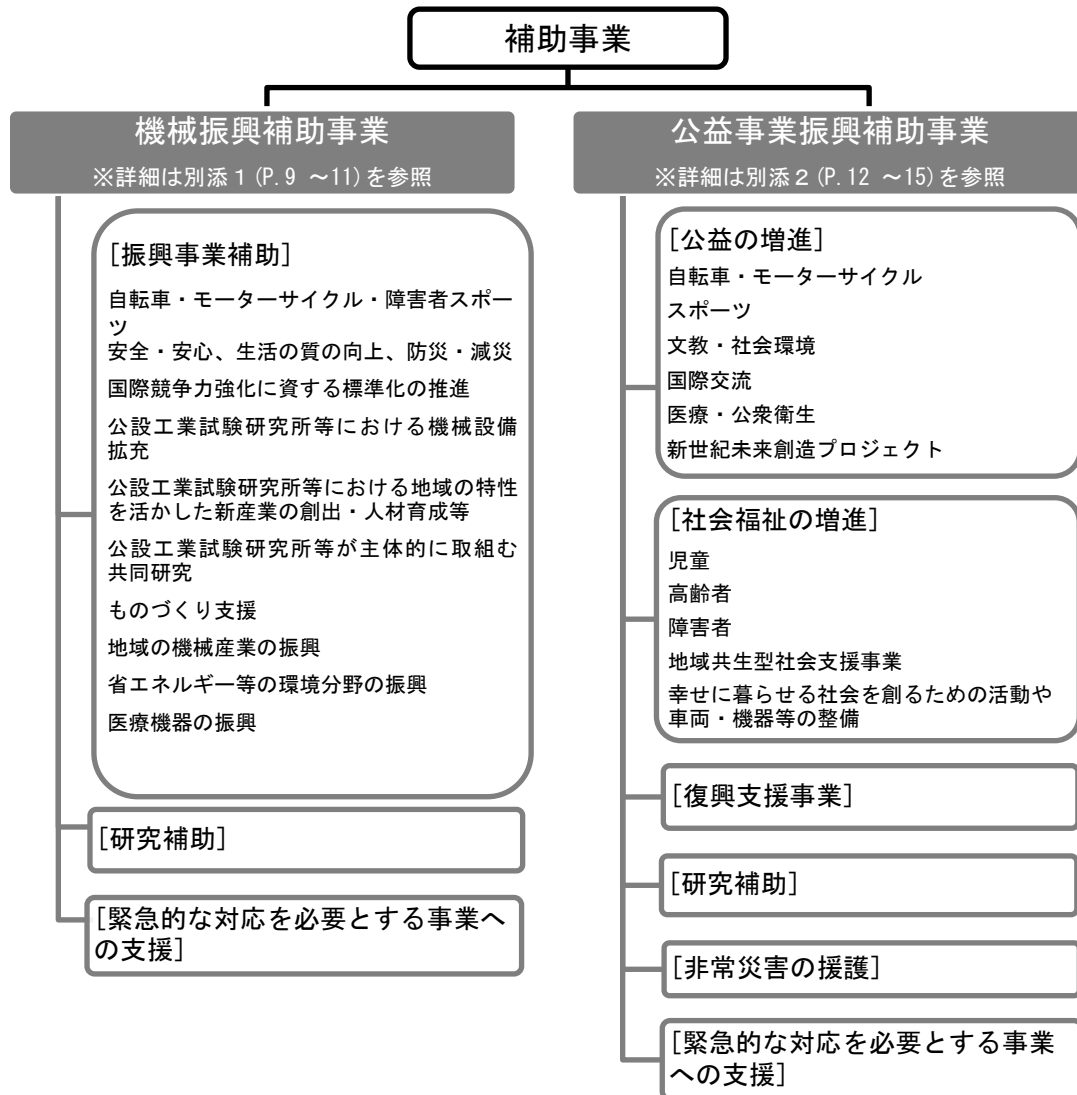 補助事業
機械振興補助事業
※詳細は別添１(P.9 ～11)を参照
[振興事業補助]
自転車・モーターサイクル・障害者スポー
ツ
安全・安心、生活の質の向上、防災・減災
国際競争力強化に資する標準化の推進
公設工業試験研究所等における機械設備
拡充
公設工業試験研究所等における地域の特性
を活かした新産業の創出・人材育成等
公設工業試験研究所等が主体的に取組む
共同研究
ものづくり支援
地域の機械産業の振興
省エネルギー等の環境分野の振興
医療機器の振興
[研究補助]
[緊急的な対応を必要とする事業へ
の支援]
公益事業振興補助事業
※詳細は別添２(P.12 ～15)を参照
[公益の増進]
自転車・モーターサイクル
スポーツ
文教・社会環境
国際交流
医療・公衆衛生
新世紀未来創造プロジェクト
[社会福祉の増進]
児童
高齢者
障害者
地域共生型社会支援事業
幸せに暮らせる社会を創るための活動や
車両・機器等の整備
[復興支援事業]
[研究補助]
[非常災害の援護]
[緊急的な対応を必要とする事業
への支援]